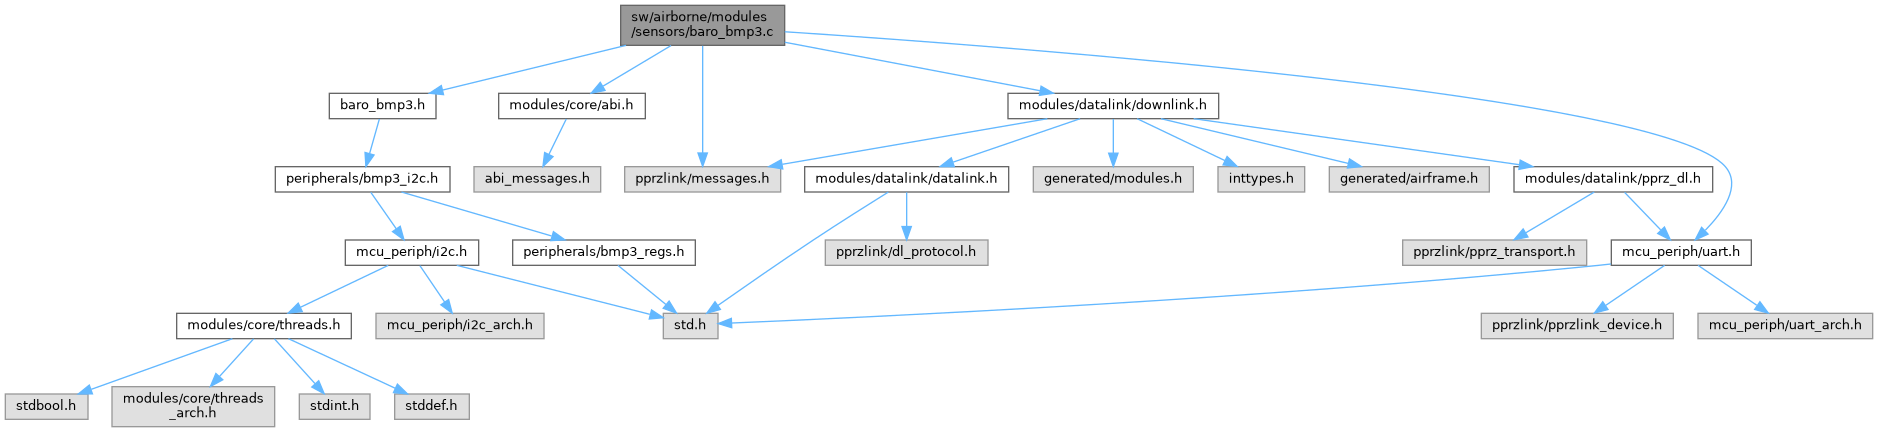 sw/airborne/modules
/sensors/baro_bmp3.c
baro_bmp3.h
modules/core/abi.h
modules/datalink/downlink.h
peripherals/bmp3_i2c.h
abi_messages.h
pprzlink/messages.h
modules/datalink/datalink.h
generated/modules.h
inttypes.h
generated/airframe.h
modules/datalink/pprz_dl.h
mcu_periph/i2c.h
peripherals/bmp3_regs.h
pprzlink/dl_protocol.h
pprzlink/pprz_transport.h
mcu_periph/uart.h
modules/core/threads.h
mcu_periph/i2c_arch.h
std.h
pprzlink/pprzlink_device.h
mcu_periph/uart_arch.h
stdbool.h
modules/core/threads
_arch.h
stdint.h
stddef.h